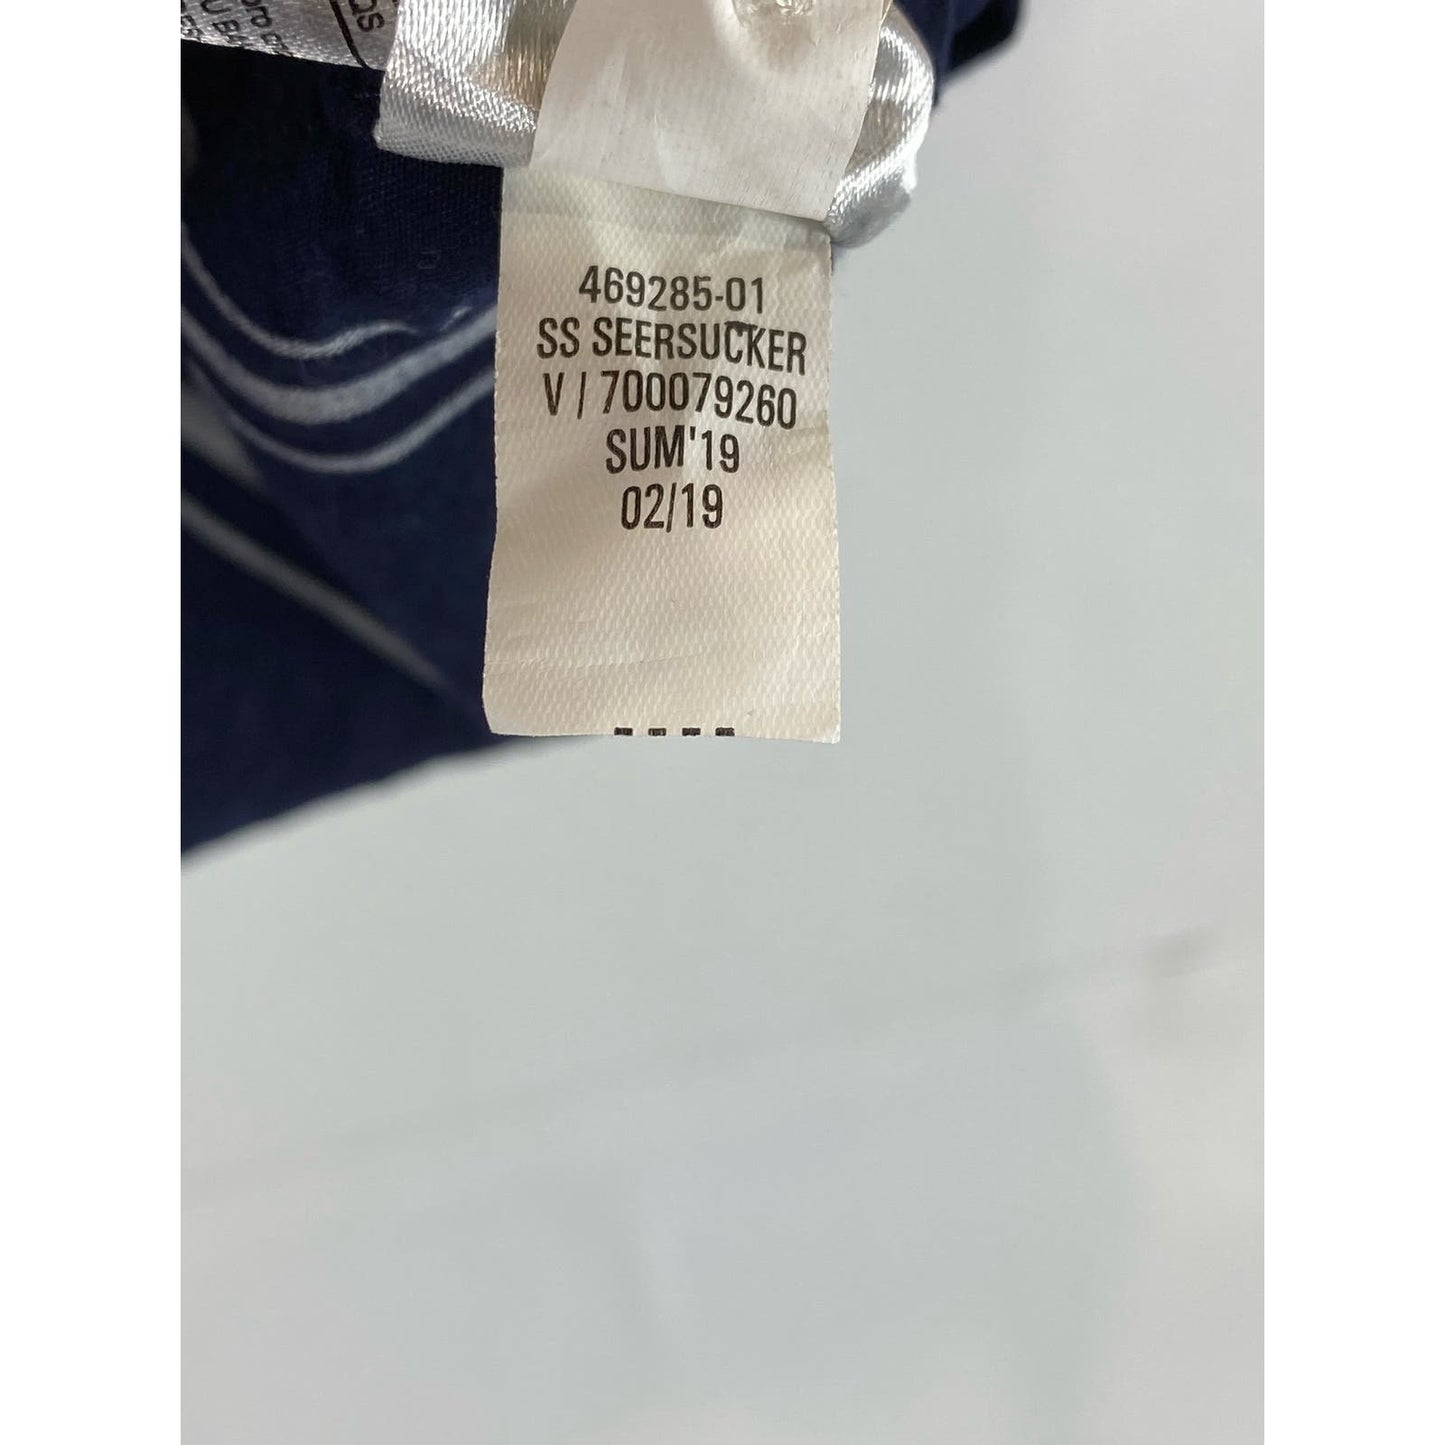 469285-01
SS SEERSUCKER
V / 700079260
SUM'19
02/19